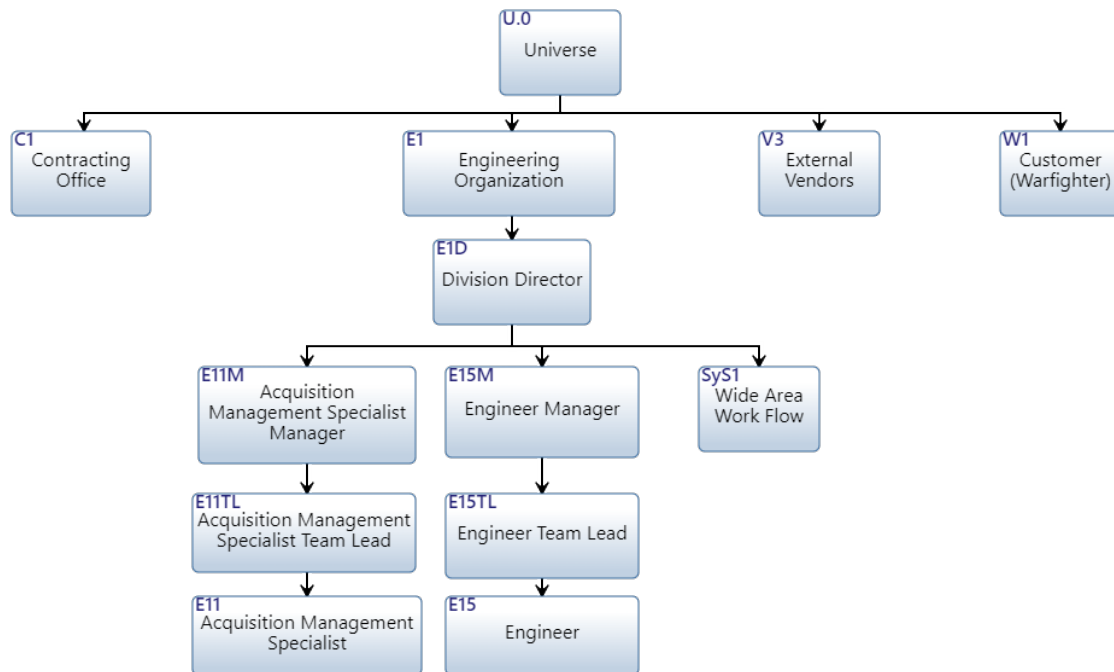 U.0
Universe
C1
Contracting
Office
E1
Engineering
Organization
V3
External
Vendors
W1
Customer
(Warfighter)
E1D
Division Director
E11M
Acquisition
Management Specialist
Manager
E15M
Engineer Manager
SyS1
Wide Area
Work Flow
E11TL
Acquisition Management
Specialist Team Lead
E15TL
Engineer Team Lead
E11
Acquisition Management
Specialist
E15
Engineer